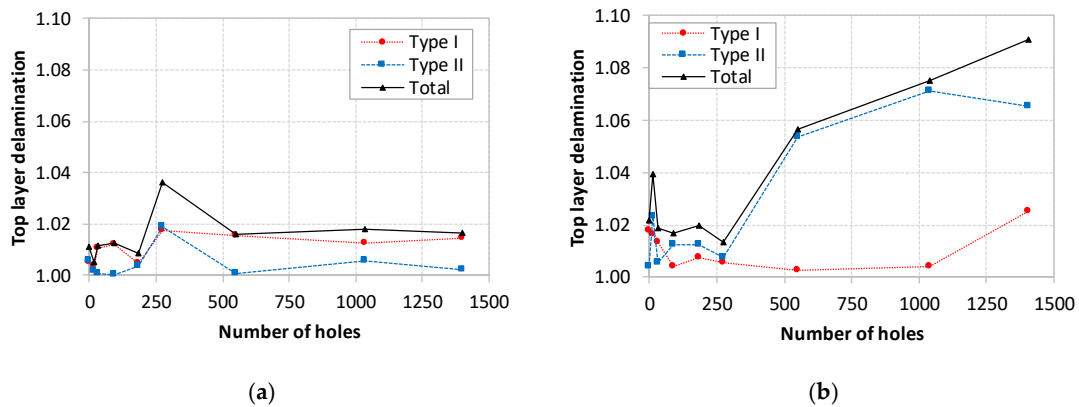 1.10
1.08
1.06
1.04
1.02
1.00
Top layer delamination
0 250 500 750 1000 1250 1500
Number of holes
Type I
Type II
Total
(a)
1.10
1.08
1.06
1.04
1.02
1.00
Top layer delamination
0 250 500 750 1000 1250 1500
Number of holes
Type I
Type II
Total
(b)